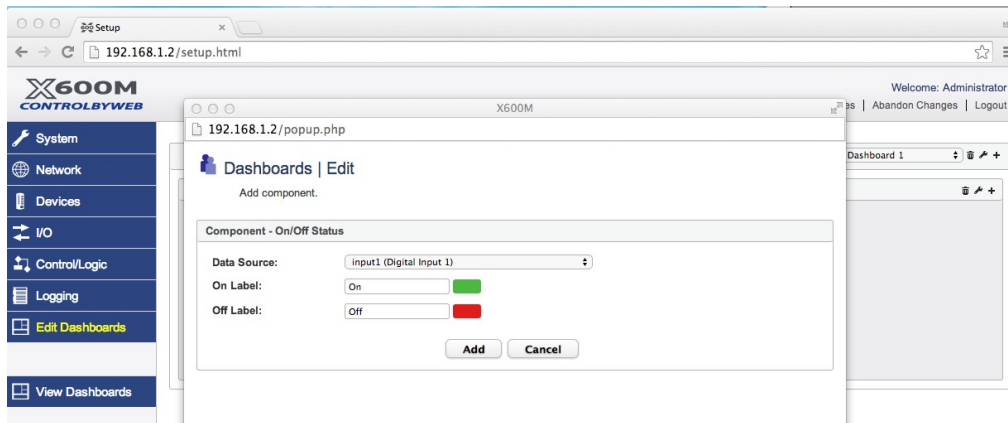 Setup
192.168.1.2/setup.html
X600M
CONTROLBYWEB
Welcome: Administrator
es | Abandon Changes | Logout
System
Network
Devices
I/O
Control/Logic
Logging
Edit Dashboards
View Dashboards
Dashboard 1
X600M
192.168.1.2/popup.php
Dashboards | Edit
Add component.
Component - On/Off Status
Data Source: input1 (Digital Input 1)
On Label: On
Off Label: Off
Add Cancel